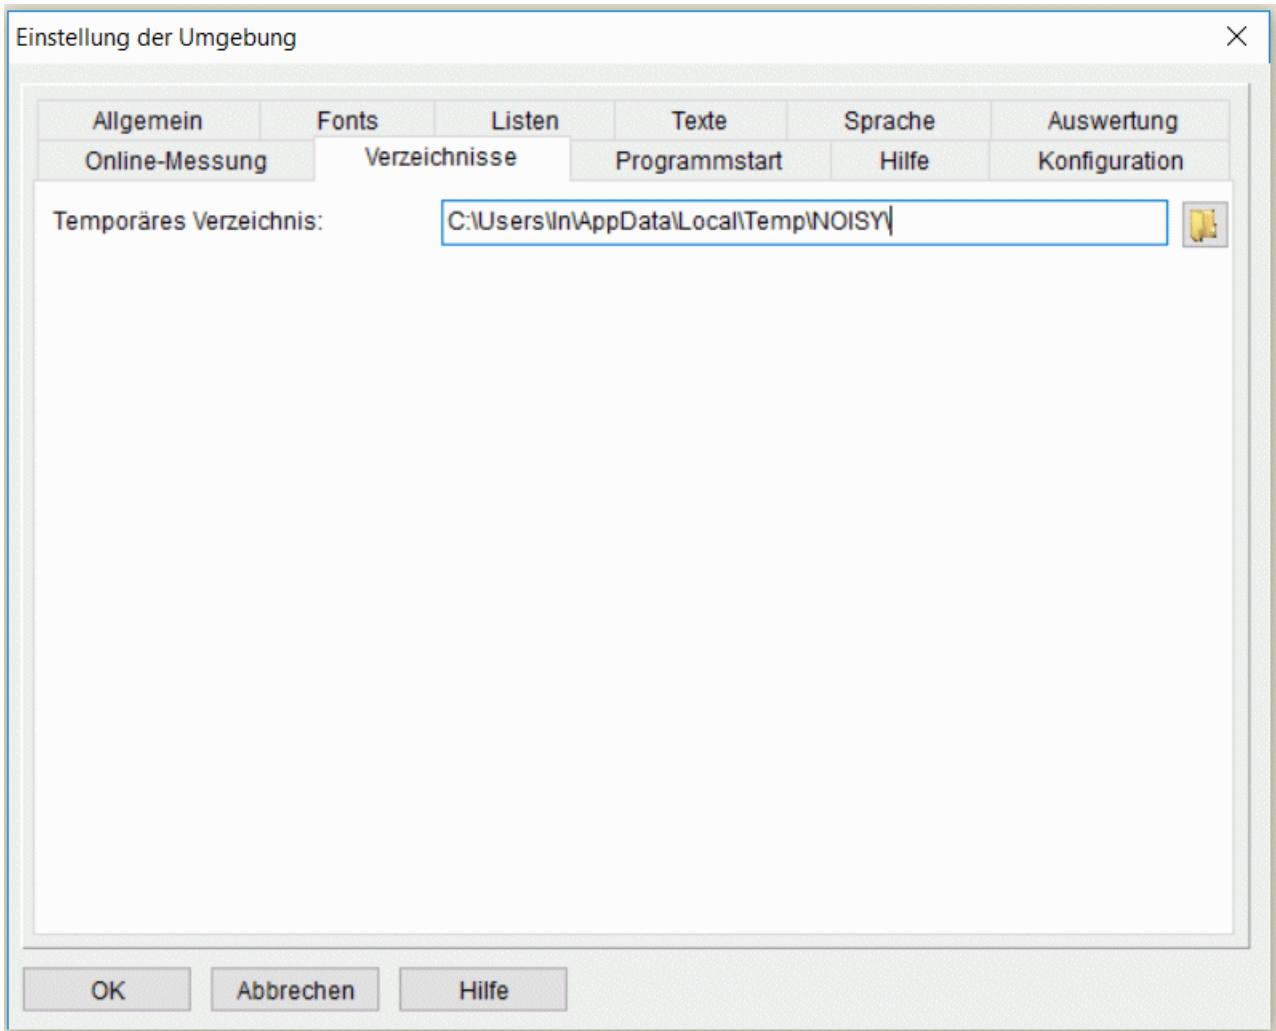 Einstellung der Umgebung
Allgemein Fonts Listen Texte Sprache Auswertung
Online-Messung Verzeichnisse Programmstart Hilfe Konfiguration
Temporäres Verzeichnis: C:\Users\In\AppData\Local\Temp\NOISY\
OK Abbrechen Hilfe